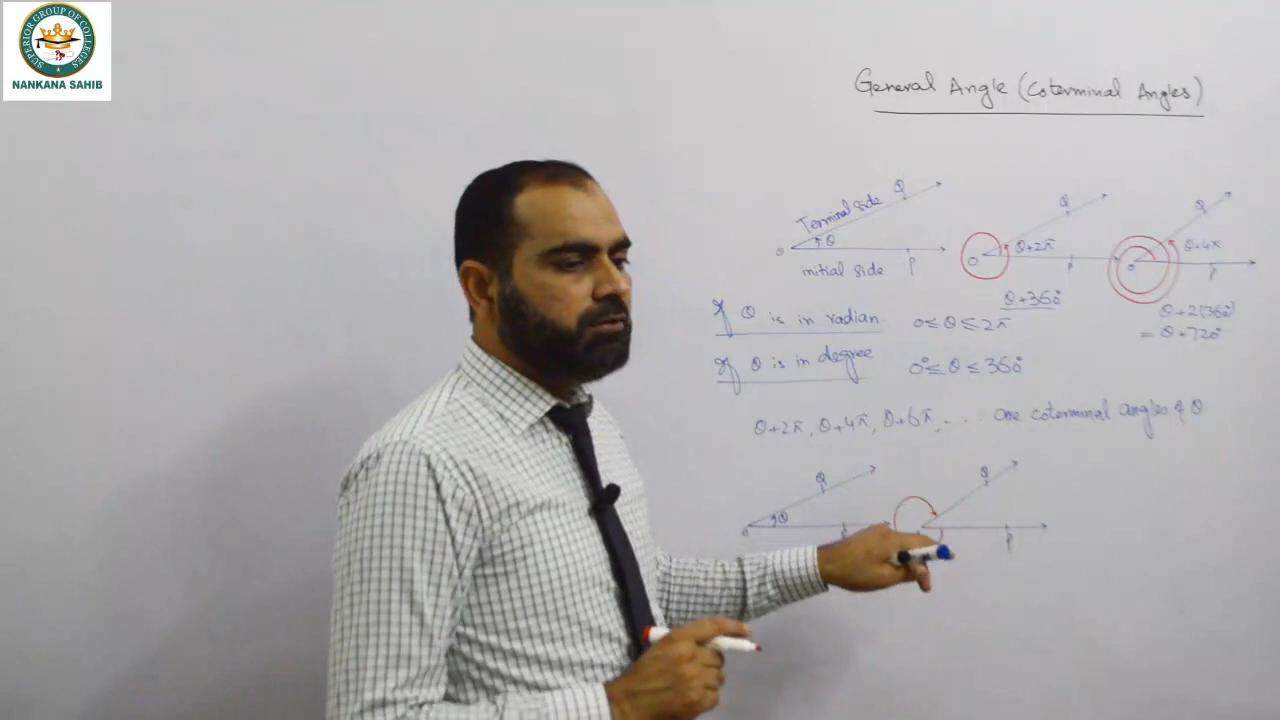 SUPERIOR GROUP OF COLLEGES
NANKANA SAHIB
General Angle (Coterminal Angles)
Terminal side Q
O θ
initial side P
Q
θ+2π
O P
θ+360°
Q
θ+4π
O P
θ+2(360°)
= θ+720°
If θ is in radian 0≤θ≤2π
If θ is in degree 0°≤θ≤360°
θ+2π, θ+4π, θ+6π, .... are coterminal angles of θ
Q
O θ
Q
P